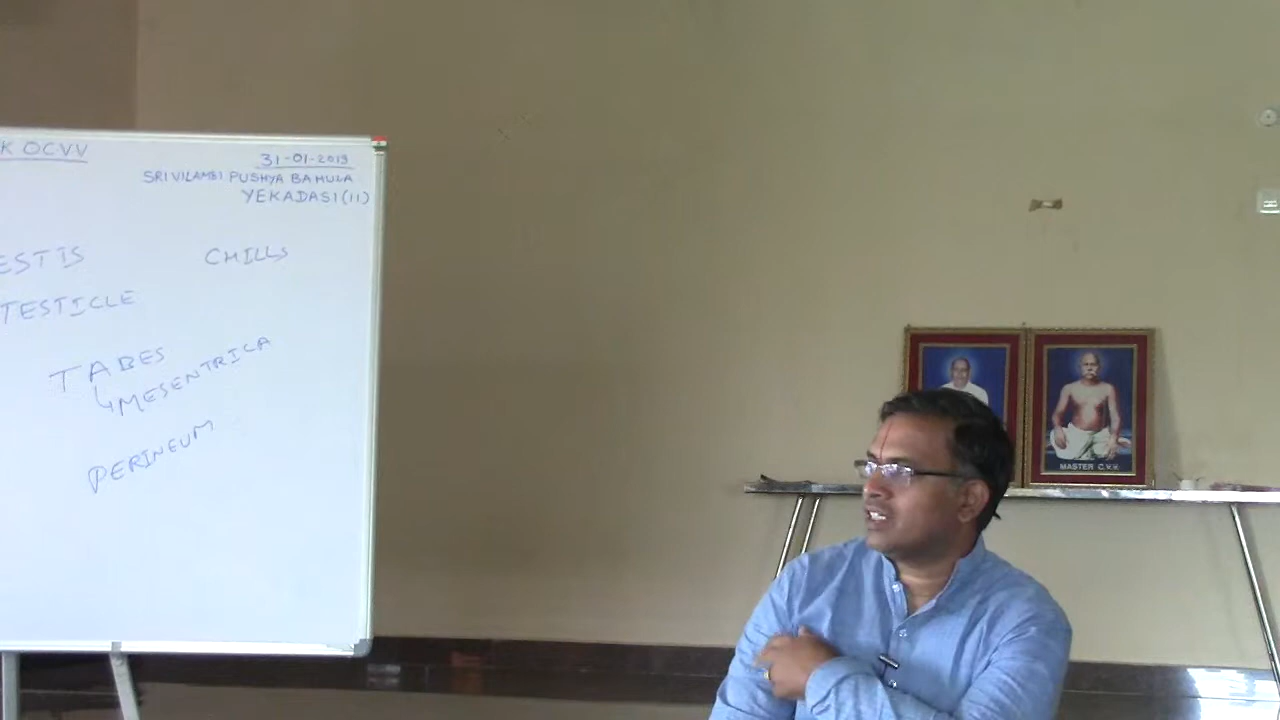 K OCVV
31-01-2019
SRI VILAMBI PUSHYA BAHULA
YEKADASI (11)
ESTIS
CHILLS
TESTICLE
TABES
↳ MESENTRICA
PERINEUM
MASTER C.V.V.